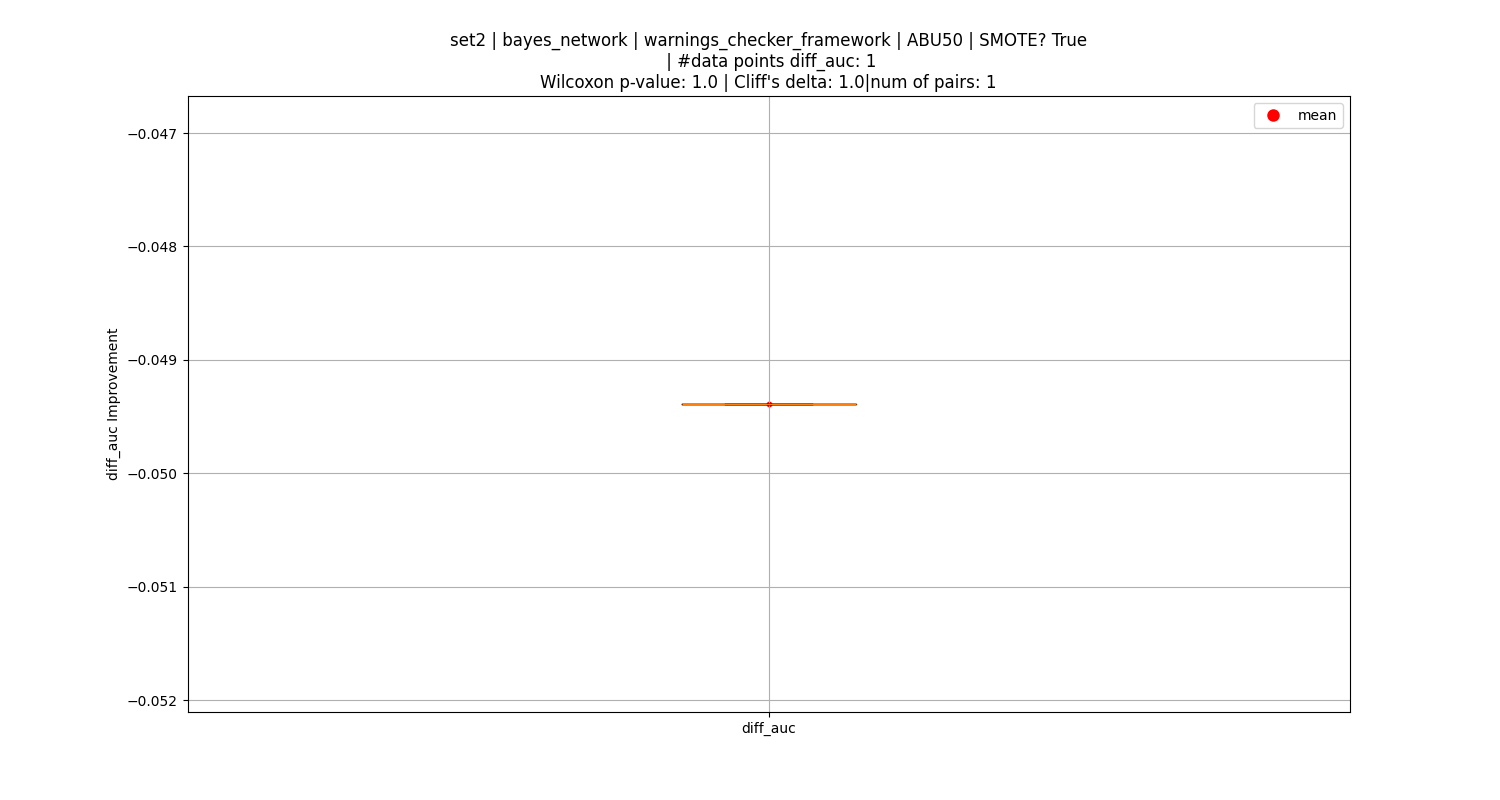 set2 | bayes_network | warnings_checker_framework | ABU50 | SMOTE? True
| #data points diff_auc: 1
Wilcoxon p-value: 1.0 | Cliff's delta: 1.0|num of pairs: 1
mean
−0.047
−0.048
−0.049
−0.050
−0.051
−0.052
diff_auc Improvement
diff_auc